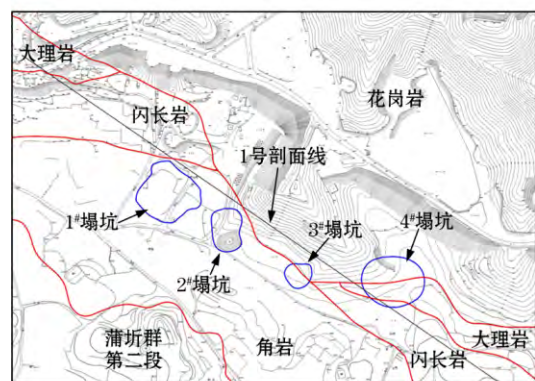 大理岩
闪长岩
花岗岩
1号剖面线
1#塌坑
2#塌坑
3#塌坑
4#塌坑
蒲圻群
第二段
角岩
闪长岩
大理岩